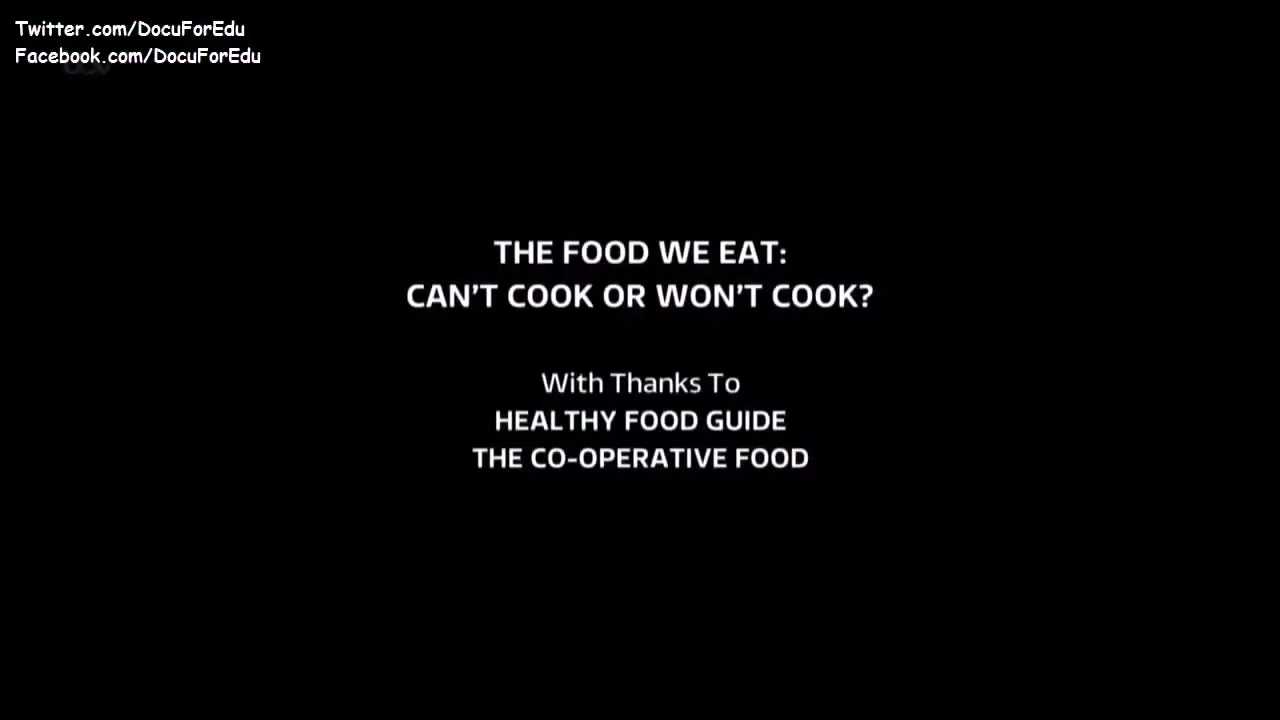 Twitter.com/DocuForEdu
Facebook.com/DocuForEdu
THE FOOD WE EAT:
CAN'T COOK OR WON'T COOK?
With Thanks To
HEALTHY FOOD GUIDE
THE CO-OPERATIVE FOOD